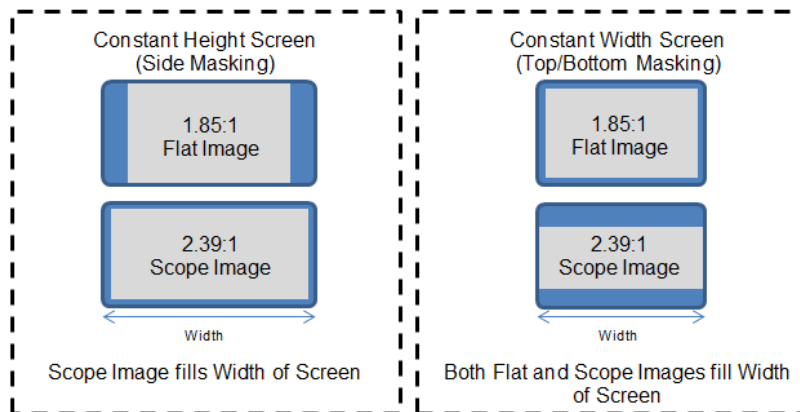 Constant Height Screen
(Side Masking)
1.85:1
Flat Image
2.39:1
Scope Image
Width
Scope Image fills Width of Screen
Constant Width Screen
(Top/Bottom Masking)
1.85:1
Flat Image
2.39:1
Scope Image
Width
Both Flat and Scope Images fill Width
of Screen